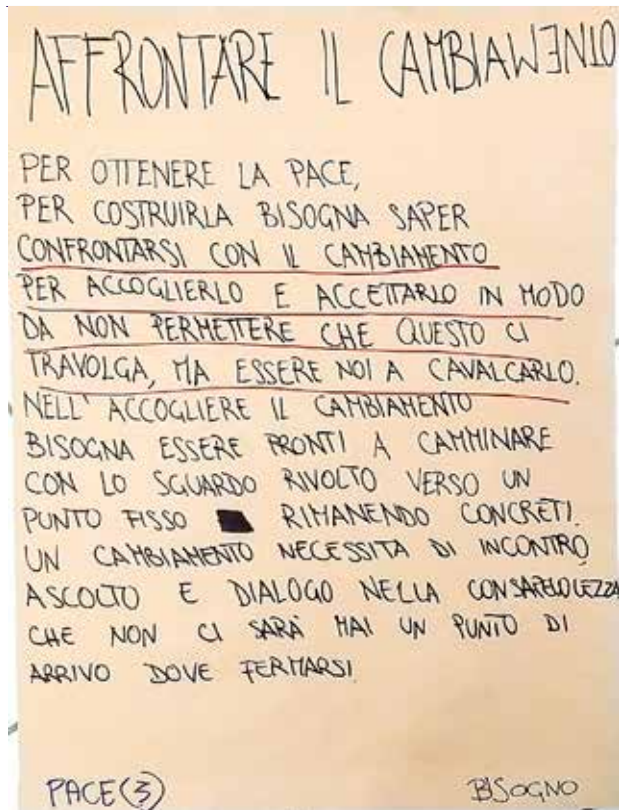 AFFRONTARE IL CAMBIAMENTO
PER OTTENERE LA PACE,
PER COSTRUIRLA BISOGNA SAPER
CONFRONTARSI CON IL CAMBIAMENTO
PER ACCOGLIERLO E ACCETTARLO IN MODO
DA NON PERMETTERE CHE QUESTO CI
TRAVOLGA, MA ESSERE NOI A CAVALCARLO.
NELL'ACCOGLIERE IL CAMBIAMENTO
BISOGNA ESSERE PRONTI A CAMMINARE
CON LO SGUARDO RIVOLTO VERSO UN
PUNTO FISSO RIMANENDO CONCRETI.
UN CAMBIAMENTO NECESSITA DI INCONTRO,
ASCOLTO E DIALOGO NELLA CONSAPEVOLEZZA
CHE NON CI SARÀ MAI UN PUNTO DI
ARRIVO DOVE FERMARSI
PACE(3) BISOGNO